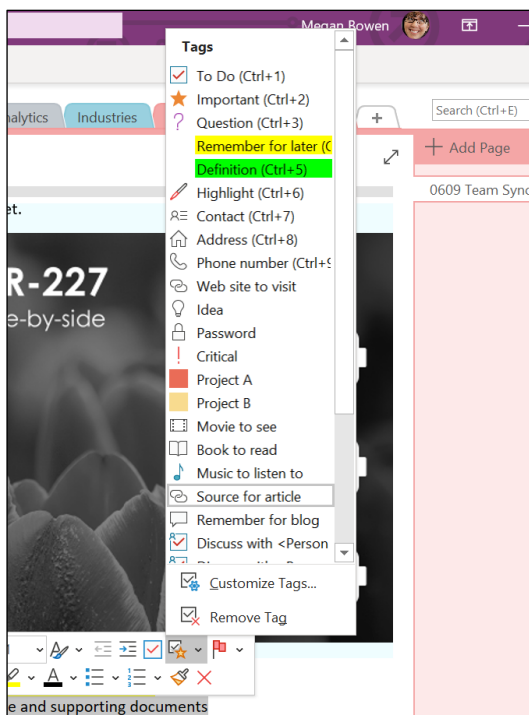 Megan Bowen
Tags
To Do (Ctrl+1)
Important (Ctrl+2)
Question (Ctrl+3)
Remember for later (C
Definition (Ctrl+5)
Highlight (Ctrl+6)
Contact (Ctrl+7)
Address (Ctrl+8)
Phone number (Ctrl+9
Web site to visit
Idea
Password
Critical
Project A
Project B
Movie to see
Book to read
Music to listen to
Source for article
Remember for blog
Discuss with <Person
Customize Tags...
Remove Tag
nalytics
Industries
Search (Ctrl+E)
Add Page
0609 Team Sync
et.
R-227
e-by-side
e and supporting documents